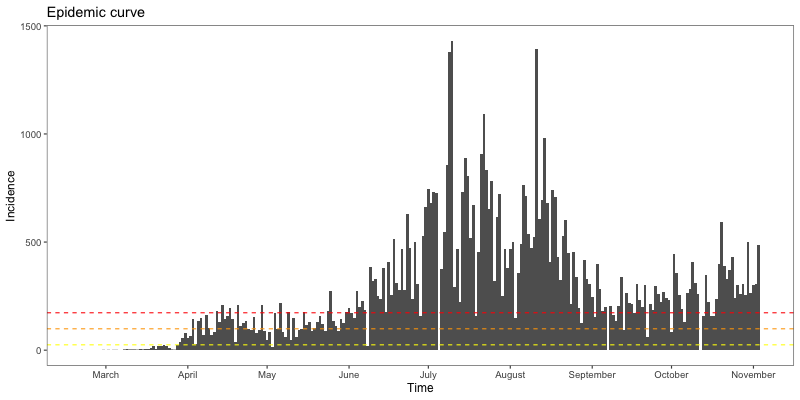 Epidemic curve
1500
1000
500
0
Incidence
March April May June July August September October November
Time